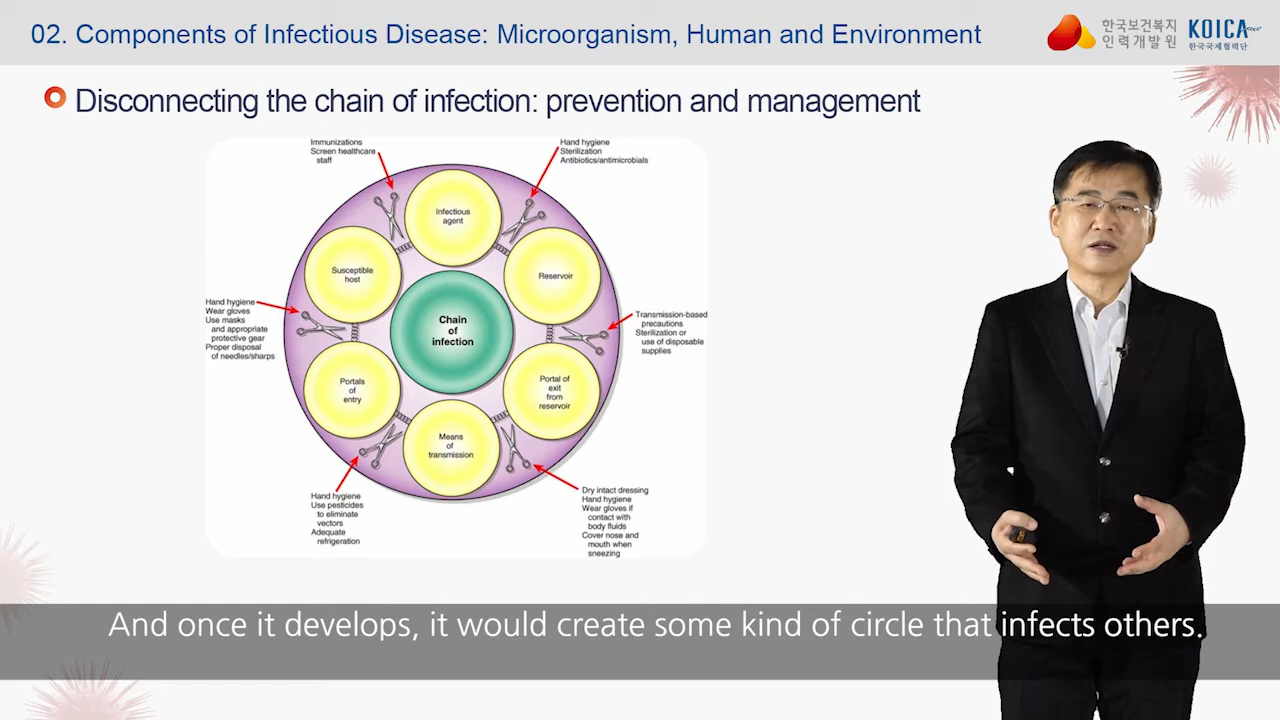 02. Components of Infectious Disease: Microorganism, Human and Environment
한국보건복지
인력개발원
KOICA
한국국제협력단
Disconnecting the chain of infection: prevention and management
Immunizations
Screen healthcare
staff
Hand hygiene
Sterilization
Antibiotics/antimicrobials
Infectious
agent
Susceptible
host
Reservoir
Hand hygiene
Wear gloves
Use masks
and appropriate
protective gear
Proper disposal
of needles/sharps
Chain
of
infection
Transmission-based
precautions
Sterilization or
use of disposable
supplies
Portals
of
entry
Portal of
exit
from
reservoir
Means
of
transmission
Hand hygiene
Use pesticides
to eliminate
vectors
Adequate
refrigeration
Dry intact dressing
Hand hygiene
Wear gloves if
contact with
body fluids
Cover nose and
mouth when
sneezing
And once it develops, it would create some kind of circle that infects others.